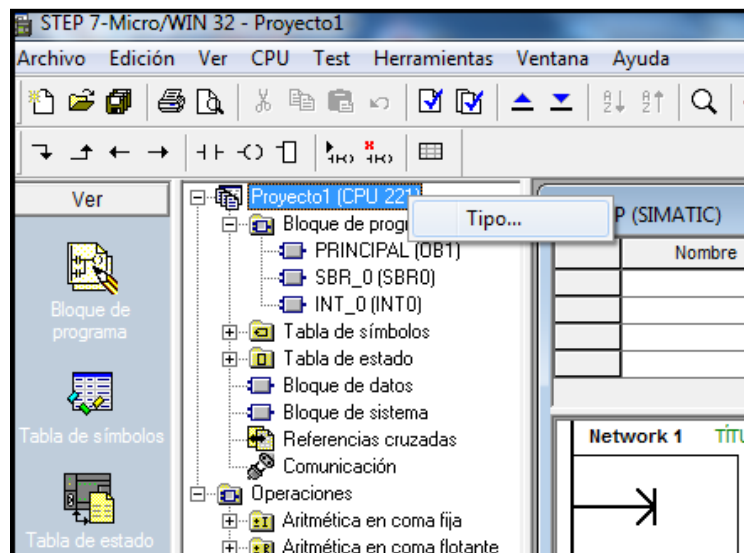 STEP 7-Micro/WIN 32 - Proyecto1
Archivo Edición Ver CPU Test Herramientas Ventana Ayuda
Ver
Bloque de
programa
Tabla de símbolos
Tabla de estado
Proyecto1 (CPU 221)
Tipo...
Bloque de
PRINCIPAL (OB1)
SBR_0 (SBR0)
INT_0 (INT0)
Tabla de símbolos
Tabla de estado
Bloque de datos
Bloque de sistema
Referencias cruzadas
Comunicación
Operaciones
Aritmética en coma fija
Aritmética en coma flotante
P (SIMATIC)
Nombre
Network 1